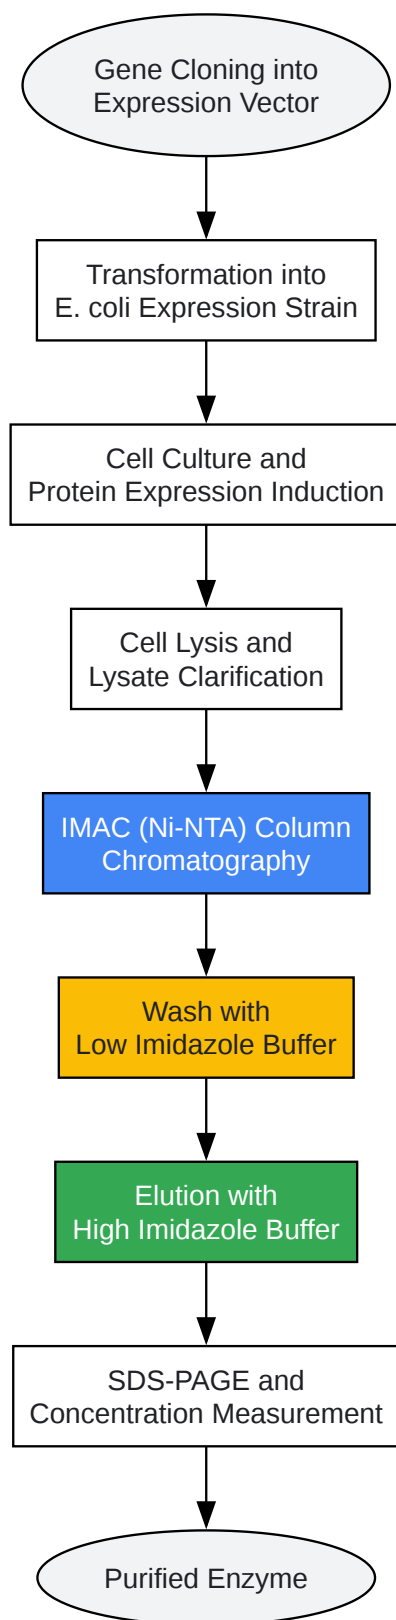 Gene Cloning into
Expression Vector
Transformation into
E. coli Expression Strain
Cell Culture and
Protein Expression Induction
Cell Lysis and
Lysate Clarification
IMAC (Ni-NTA) Column
Chromatography
Wash with
Low Imidazole Buffer
Elution with
High Imidazole Buffer
SDS-PAGE and
Concentration Measurement
Purified Enzyme